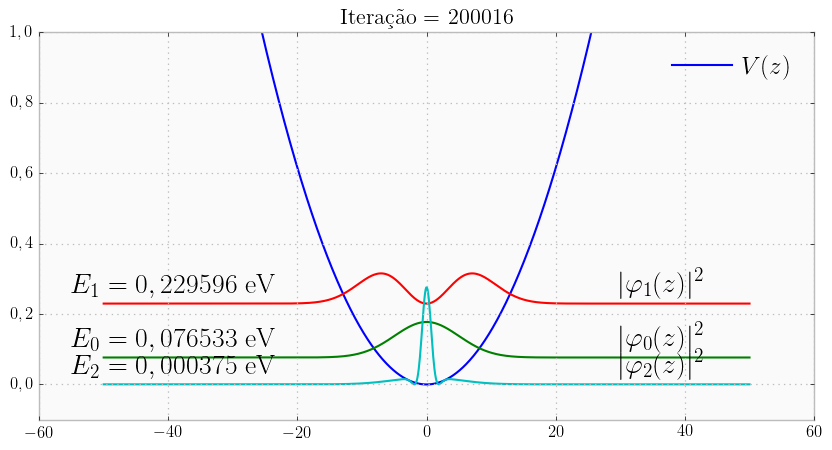 Iteração = 200016
1,0
0,8
0,6
0,4
0,2
0,0
V(z)
E₁ = 0,229596 eV
|φ₁(z)|²
E₀ = 0,076533 eV
|φ₀(z)|²
E₂ = 0,000375 eV
|φ₂(z)|²
−60 −40 −20 0 20 40 60